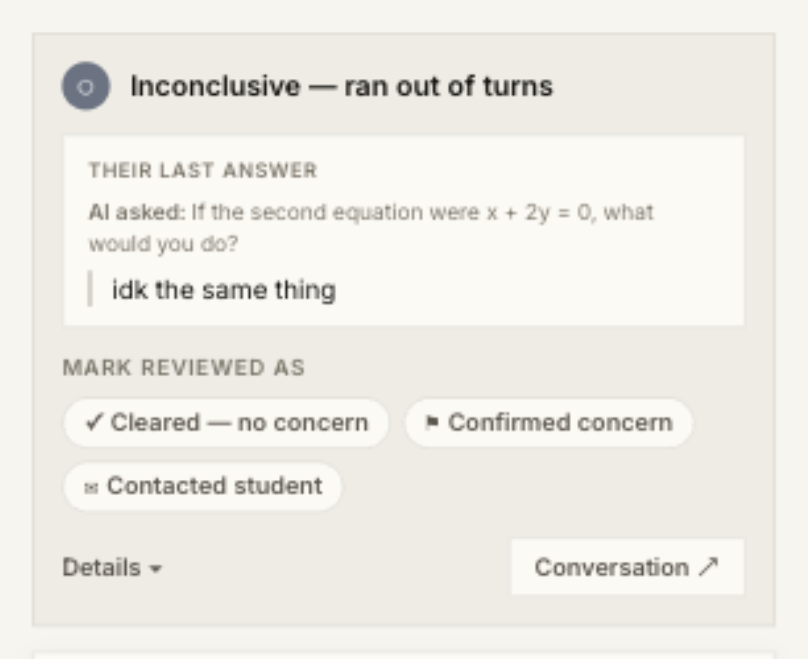 Inconclusive — ran out of turns
THEIR LAST ANSWER
AI asked: If the second equation were x + 2y = 0, what
would you do?
idk the same thing
MARK REVIEWED AS
✓ Cleared — no concern
⚑ Confirmed concern
✉ Contacted student
Details ▾
Conversation ↗